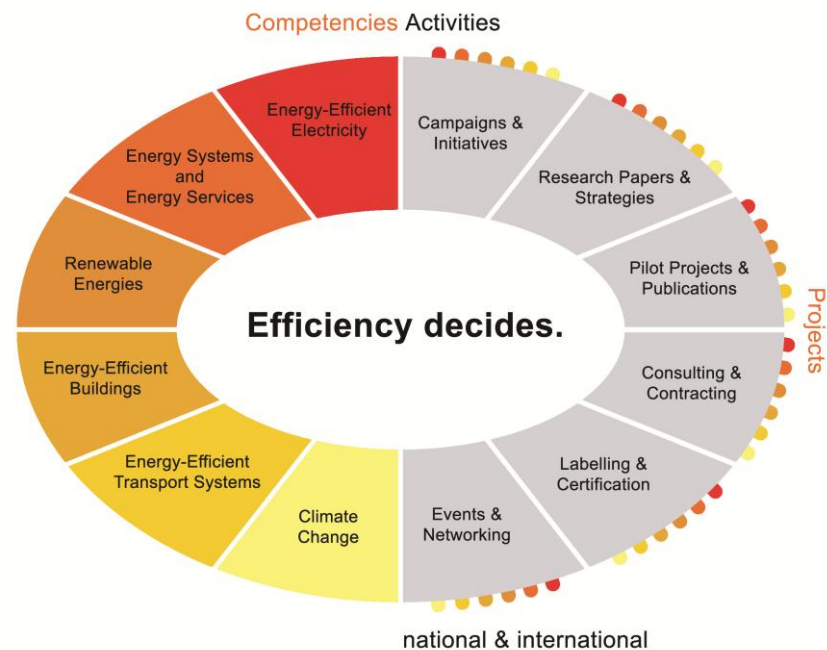 Competencies Activities
Energy-Efficient
Electricity
Energy Systems
and
Energy Services
Renewable
Energies
Energy-Efficient
Buildings
Energy-Efficient
Transport Systems
Climate
Change
Campaigns &
Initiatives
Research Papers &
Strategies
Pilot Projects &
Publications
Consulting &
Contracting
Labelling &
Certification
Events &
Networking
Efficiency decides.
Projects
national & international